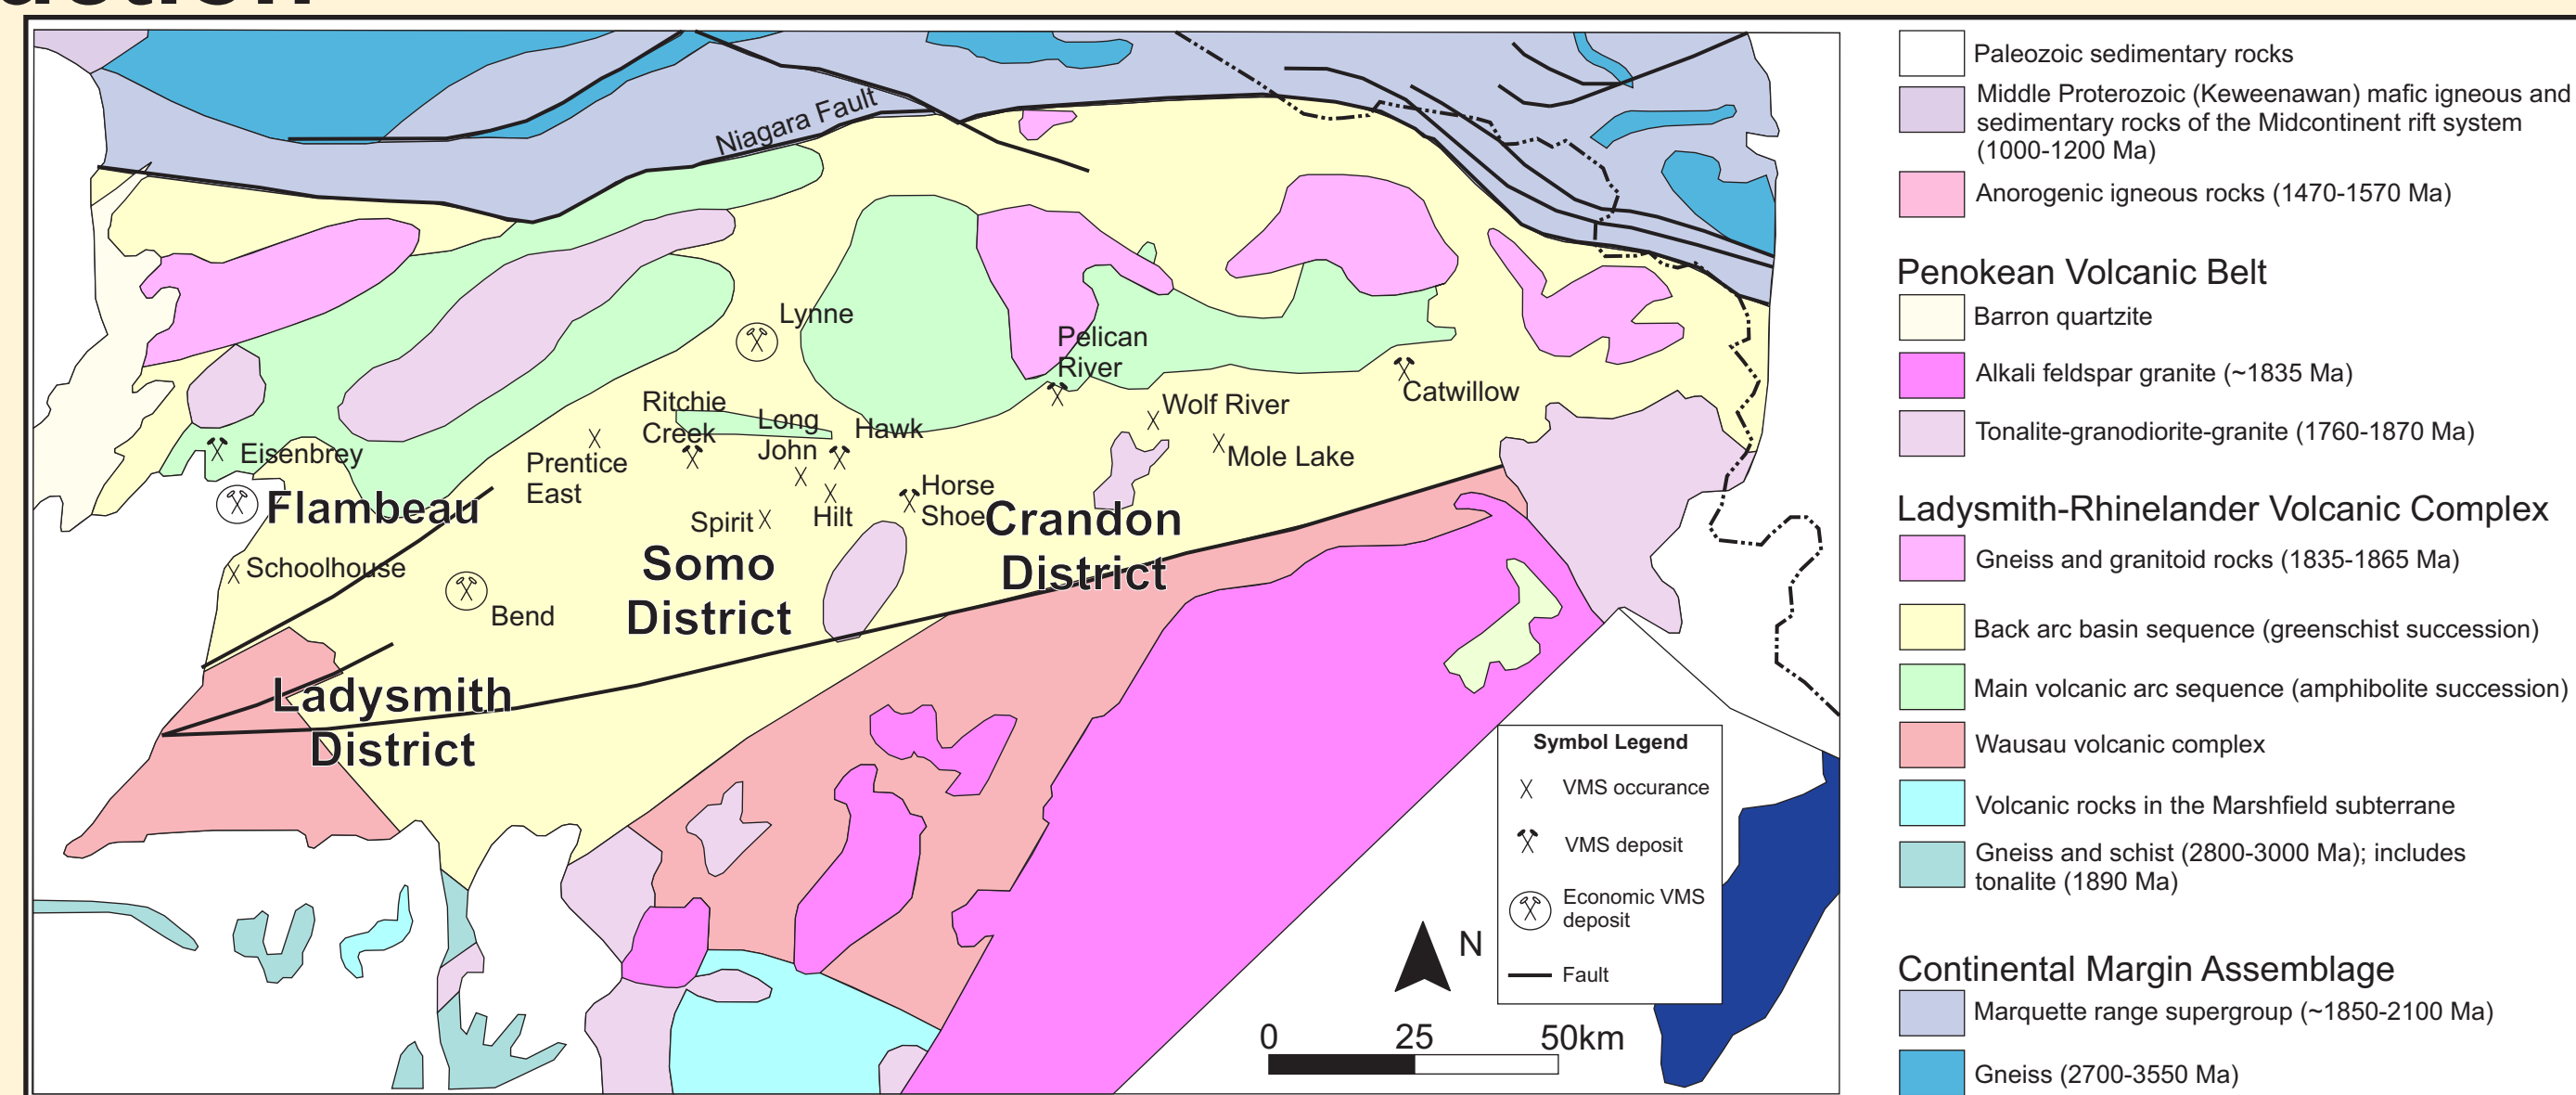 Niagara Fault
Lynne
Pelican
River
Catwillow
Ritchie
Creek
Long
John
Hawk
Wolf River
Mole Lake
Eisenbrey
Prentice
East
Flambeau
Horse
Shoe
Spirit
Hilt
Crandon
District
Schoolhouse
Somo
District
Bend
Ladysmith
District
Symbol Legend
VMS occurance
VMS deposit
Economic VMS
deposit
Fault
N
0 25 50km
Paleozoic sedimentary rocks
Middle Proterozoic (Keweenawan) mafic igneous and
sedimentary rocks of the Midcontinent rift system
(1000-1200 Ma)
Anorogenic igneous rocks (1470-1570 Ma)
Penokean Volcanic Belt
Barron quartzite
Alkali feldspar granite (~1835 Ma)
Tonalite-granodiorite-granite (1760-1870 Ma)
Ladysmith-Rhinelander Volcanic Complex
Gneiss and granitoid rocks (1835-1865 Ma)
Back arc basin sequence (greenschist succession)
Main volcanic arc sequence (amphibolite succession)
Wausau volcanic complex
Volcanic rocks in the Marshfield subterrane
Gneiss and schist (2800-3000 Ma); includes
tonalite (1890 Ma)
Continental Margin Assemblage
Marquette range supergroup (~1850-2100 Ma)
Gneiss (2700-3550 Ma)